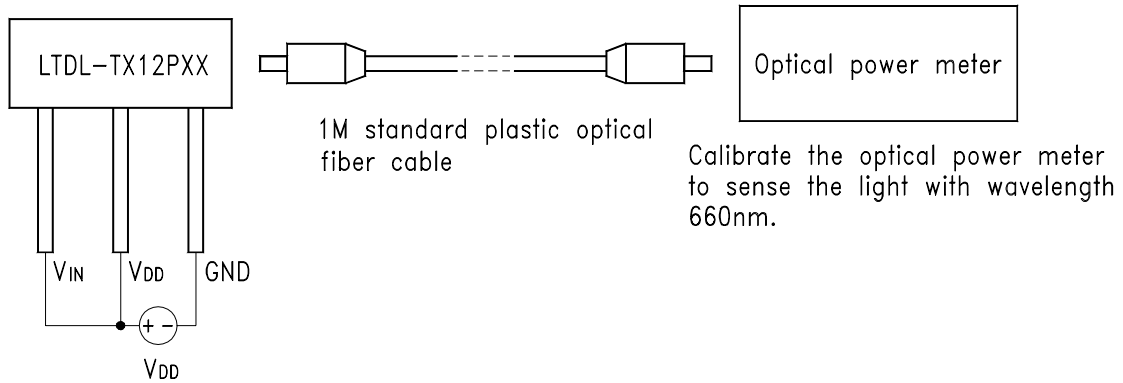 LTDL-TX12PXX
Optical power meter
1M standard plastic optical
fiber cable
Calibrate the optical power meter
to sense the light with wavelength
660nm.
VIN
VDD
GND
+ -
VDD